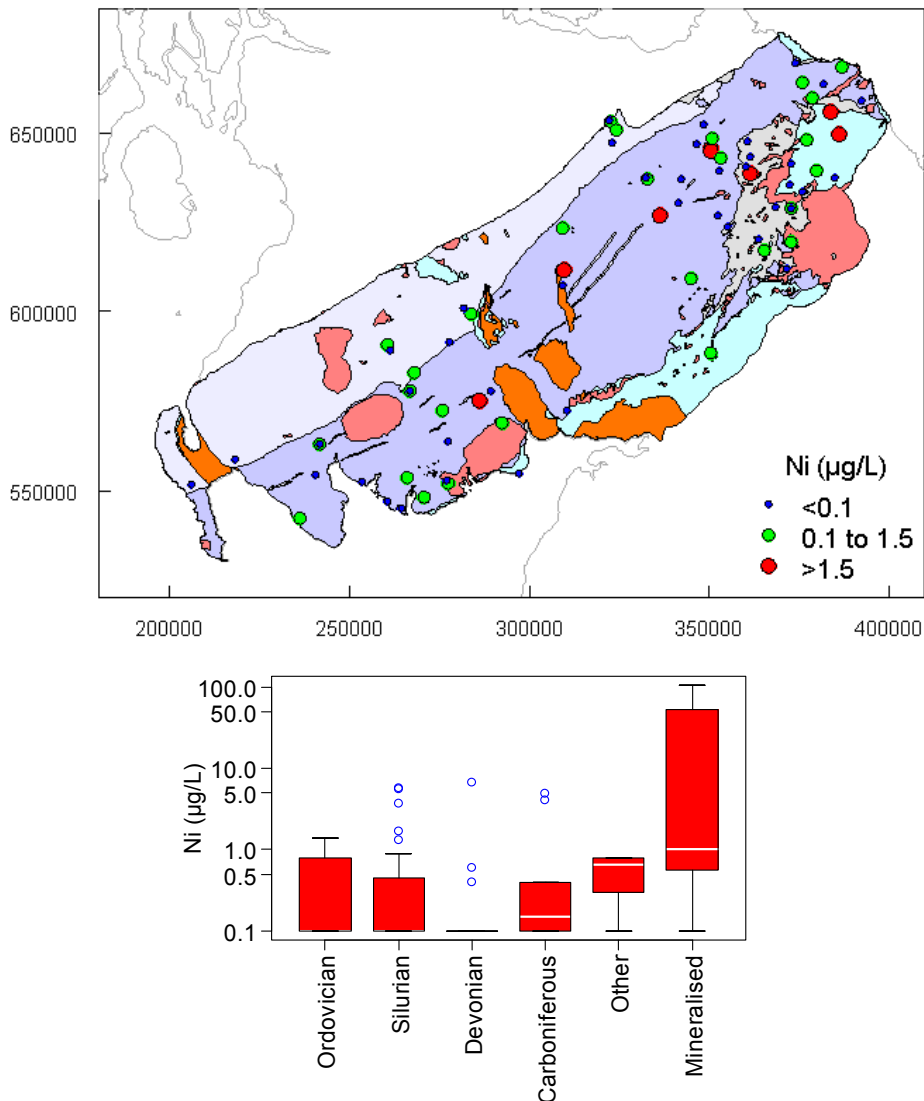 650000
600000
550000
Ni (µg/L)
<0.1
0.1 to 1.5
>1.5
200000 250000 300000 350000 400000
Ni (µg/L)
100.0
50.0
10.0
5.0
1.0
0.5
0.1
Ordovician
Silurian
Devonian
Carboniferous
Other
Mineralised